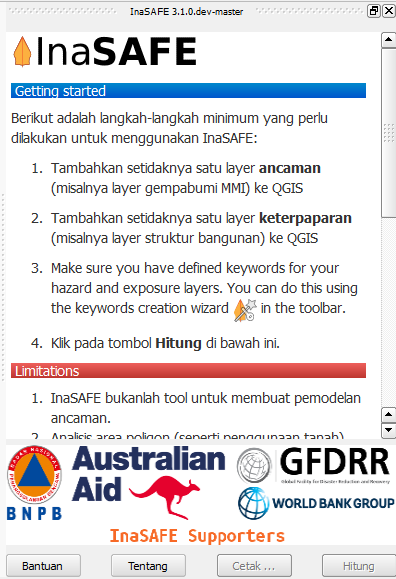 InaSAFE 3.1.0.dev-master
InaSAFE
Getting started
Berikut adalah langkah-langkah minimum yang perlu
dilakukan untuk menggunakan InaSAFE:
1. Tambahkan setidaknya satu layer ancaman
(misalnya layer gempabumi MMI) ke QGIS
2. Tambahkan setidaknya satu layer keterpaparan
(misalnya layer struktur bangunan) ke QGIS
3. Make sure you have defined keywords for your
hazard and exposure layers. You can do this using
the keywords creation wizard in the toolbar.
4. Klik pada tombol Hitung di bawah ini.
Limitations
1. InaSAFE bukanlah tool untuk membuat pemodelan
ancaman.
2. Analisis area poligon (seperti penggunaan tanah)
BADAN NASIONAL PENANGGULANGAN BENCANA
BNPB
Australian
Aid
GFDRR
Global Facility for Disaster Reduction and Recovery
WORLD BANK GROUP
InaSAFE Supporters
Bantuan
Tentang
Cetak ...
Hitung